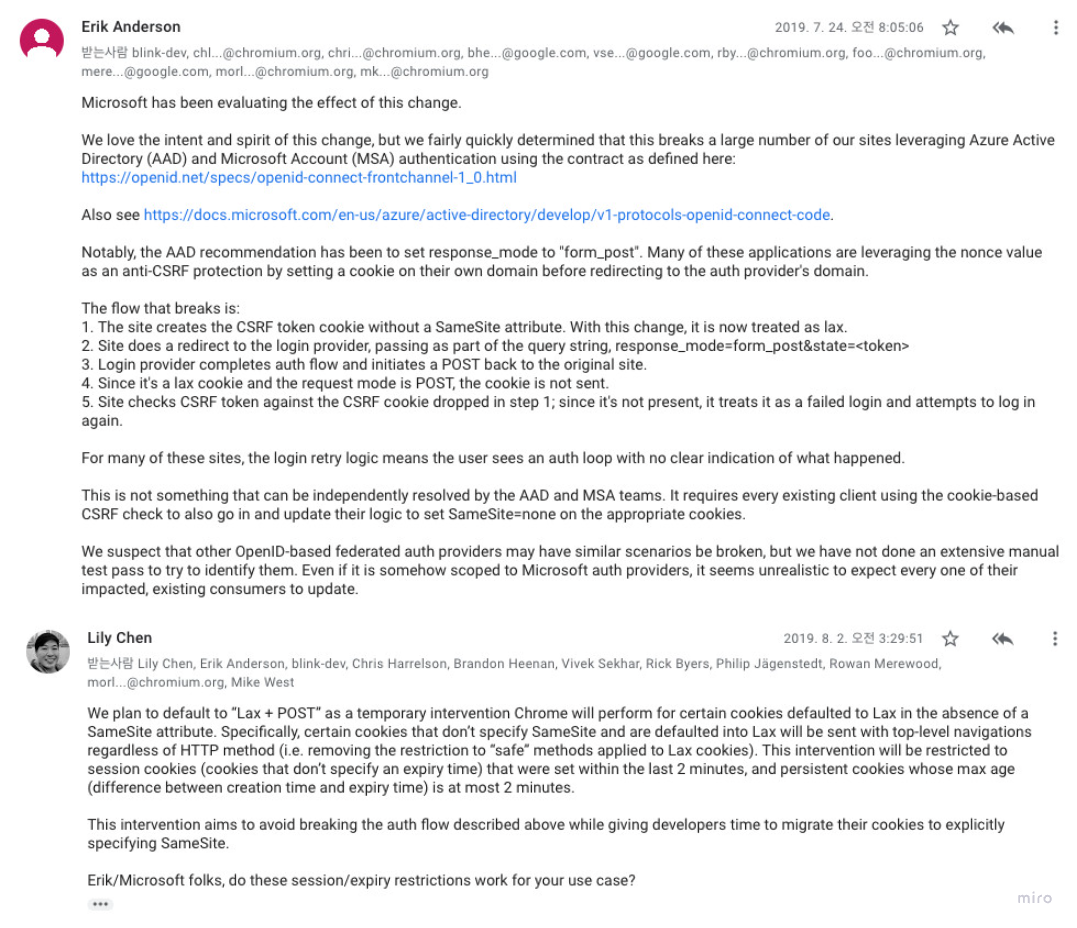 Erik Anderson
2019. 7. 24. 오전 8:05:06
받는사람 blink-dev, chl...@chromium.org, chri...@chromium.org, bhe...@google.com, vse...@google.com, rby...@chromium.org, foo...@chromium.org,
mere...@google.com, morl...@chromium.org, mk...@chromium.org
Microsoft has been evaluating the effect of this change.
We love the intent and spirit of this change, but we fairly quickly determined that this breaks a large number of our sites leveraging Azure Active
Directory (AAD) and Microsoft Account (MSA) authentication using the contract as defined here:
https://openid.net/specs/openid-connect-frontchannel-1_0.html
Also see https://docs.microsoft.com/en-us/azure/active-directory/develop/v1-protocols-openid-connect-code.
Notably, the AAD recommendation has been to set response_mode to "form_post". Many of these applications are leveraging the nonce value
as an anti-CSRF protection by setting a cookie on their own domain before redirecting to the auth provider's domain.
The flow that breaks is:
1. The site creates the CSRF token cookie without a SameSite attribute. With this change, it is now treated as lax.
2. Site does a redirect to the login provider, passing as part of the query string, response_mode=form_post&state=<token>
3. Login provider completes auth flow and initiates a POST back to the original site.
4. Since it's a lax cookie and the request mode is POST, the cookie is not sent.
5. Site checks CSRF token against the CSRF cookie dropped in step 1; since it's not present, it treats it as a failed login and attempts to log in
again.
For many of these sites, the login retry logic means the user sees an auth loop with no clear indication of what happened.
This is not something that can be independently resolved by the AAD and MSA teams. It requires every existing client using the cookie-based
CSRF check to also go in and update their logic to set SameSite=none on the appropriate cookies.
We suspect that other OpenID-based federated auth providers may have similar scenarios be broken, but we have not done an extensive manual
test pass to try to identify them. Even if it is somehow scoped to Microsoft auth providers, it seems unrealistic to expect every one of their
impacted, existing consumers to update.
Lily Chen
2019. 8. 2. 오전 3:29:51
받는사람 Lily Chen, Erik Anderson, blink-dev, Chris Harrelson, Brandon Heenan, Vivek Sekhar, Rick Byers, Philip Jägenstedt, Rowan Merewood,
morl...@chromium.org, Mike West
We plan to default to “Lax + POST” as a temporary intervention Chrome will perform for certain cookies defaulted to Lax in the absence of a
SameSite attribute. Specifically, certain cookies that don’t specify SameSite and are defaulted into Lax will be sent with top-level navigations
regardless of HTTP method (i.e. removing the restriction to “safe” methods applied to Lax cookies). This intervention will be restricted to
session cookies (cookies that don’t specify an expiry time) that were set within the last 2 minutes, and persistent cookies whose max age
(difference between creation time and expiry time) is at most 2 minutes.
This intervention aims to avoid breaking the auth flow described above while giving developers time to migrate their cookies to explicitly
specifying SameSite.
Erik/Microsoft folks, do these session/expiry restrictions work for your use case?
miro